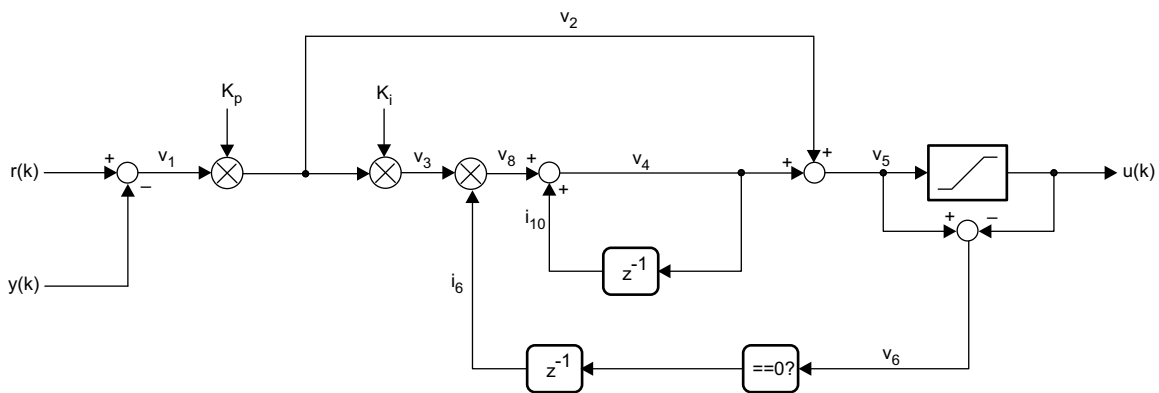 v2
Kp
Ki
r(k)
+
−
v1
v3
v8
+
+
v4
+
+
v5
u(k)
+
−
i10
z-1
y(k)
i6
z-1
==0?
v6